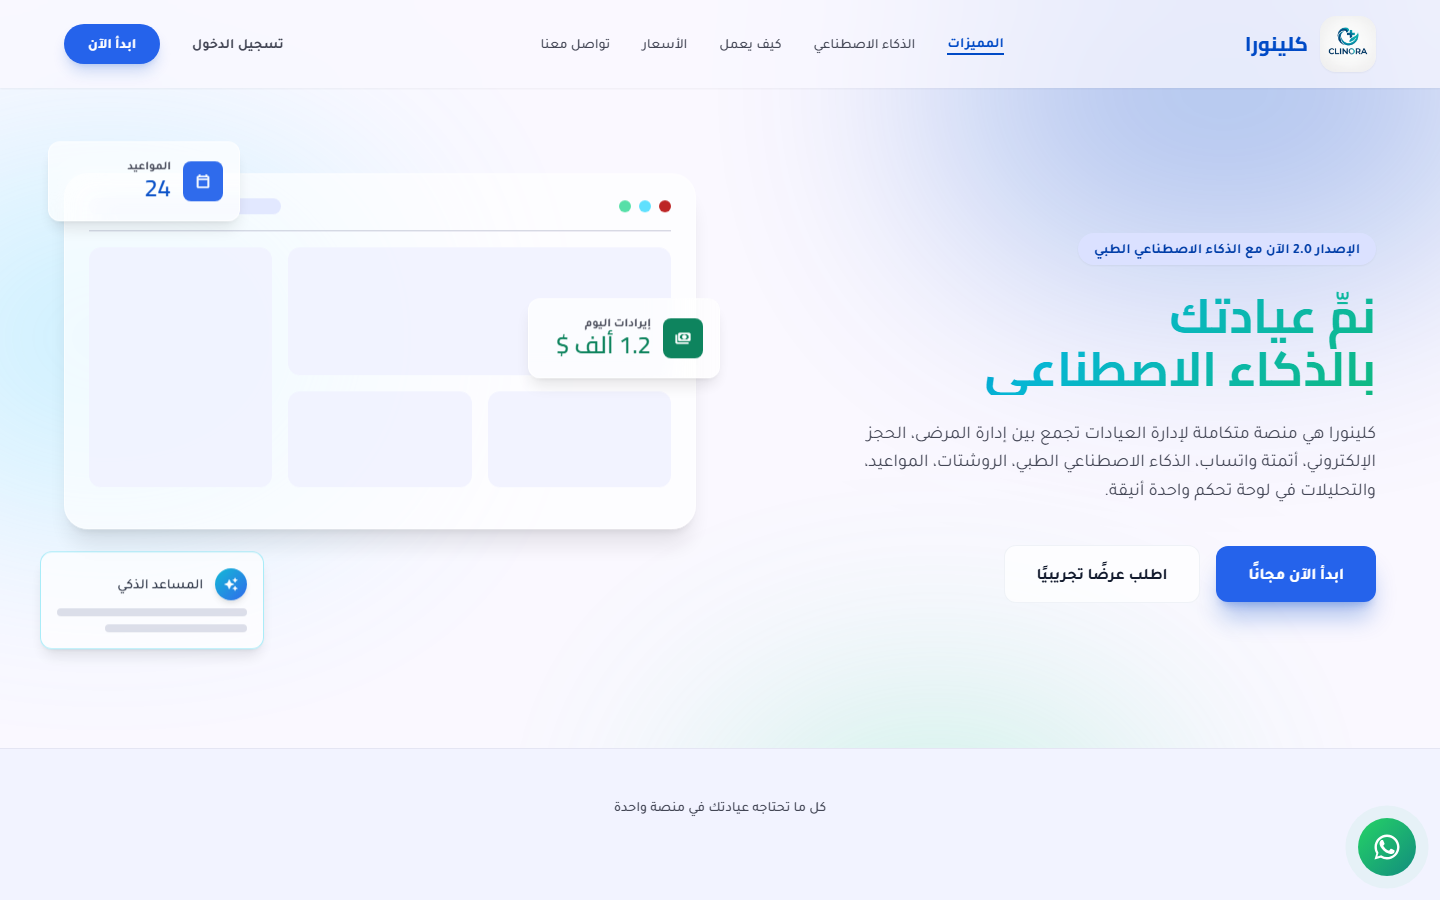 CLINORA
كلينورا
المميزات
الذكاء الاصطناعي
كيف يعمل
الأسعار
تواصل معنا
تسجيل الدخول
ابدأ الآن
الإصدار 2.0 الآن مع الذكاء الاصطناعي الطبي
نمِّ عيادتك
بالذكاء الاصطناعي
كلينورا هي منصة متكاملة لإدارة العيادات تجمع بين إدارة المرضى، الحجز
الإلكتروني، أتمتة واتساب، الذكاء الاصطناعي الطبي، الروشتات، المواعيد،
والتحليلات في لوحة تحكم واحدة أنيقة.
ابدأ الآن مجانًا
اطلب عرضًا تجريبيًا
المواعيد
24
إيرادات اليوم
1.2 ألف $
المساعد الذكي
كل ما تحتاجه عيادتك في منصة واحدة